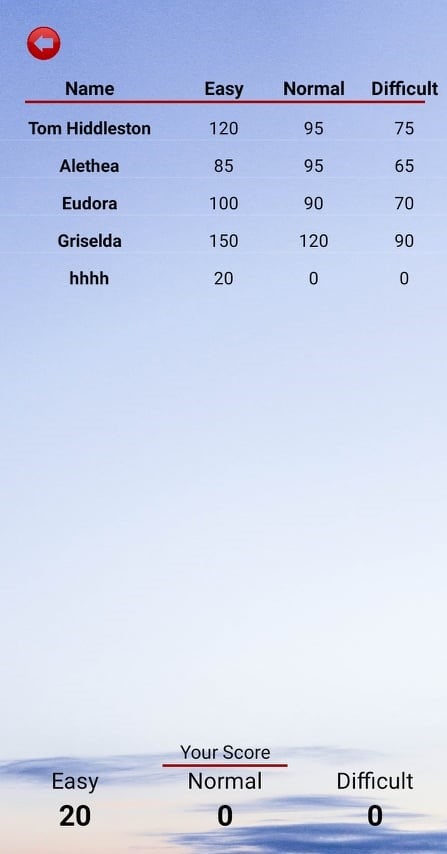 Name Easy Normal Difficult
Tom Hiddleston 120 95 75
Alethea 85 95 65
Eudora 100 90 70
Griselda 150 120 90
hhhh 20 0 0
Your Score
Easy Normal Difficult
20 0 0